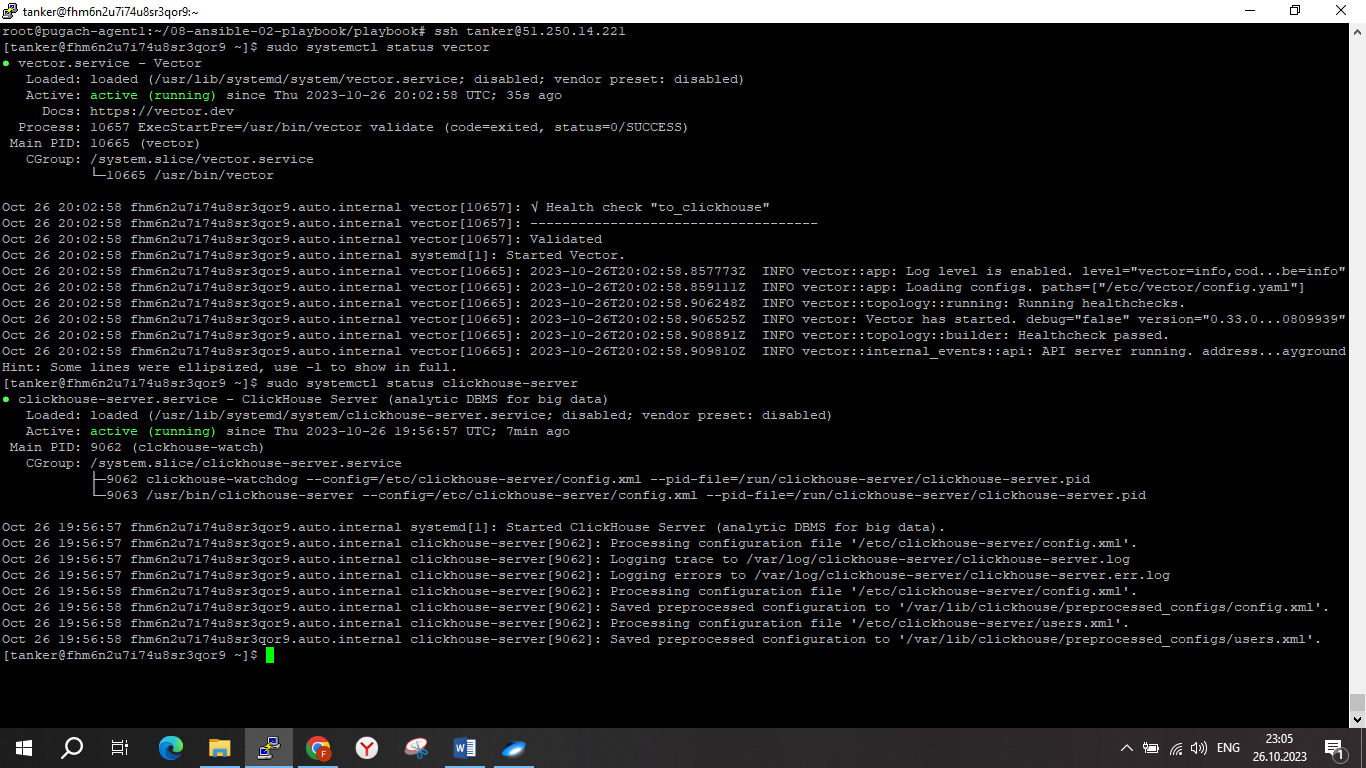 tanker@fhm6n2u7i74u8sr3qor9:~
root@pugach-agent1:~/08-ansible-02-playbook/playbook# ssh tanker@51.250.14.221
[tanker@fhm6n2u7i74u8sr3qor9 ~]$ sudo systemctl status vector
● vector.service - Vector
   Loaded: loaded (/usr/lib/systemd/system/vector.service; disabled; vendor preset: disabled)
   Active: active (running) since Thu 2023-10-26 20:02:58 UTC; 35s ago
     Docs: https://vector.dev
  Process: 10657 ExecStartPre=/usr/bin/vector validate (code=exited, status=0/SUCCESS)
 Main PID: 10665 (vector)
   CGroup: /system.slice/vector.service
           └─10665 /usr/bin/vector
Oct 26 20:02:58 fhm6n2u7i74u8sr3qor9.auto.internal vector[10657]: √ Health check "to_clickhouse"
Oct 26 20:02:58 fhm6n2u7i74u8sr3qor9.auto.internal vector[10657]: ------------------------------------
Oct 26 20:02:58 fhm6n2u7i74u8sr3qor9.auto.internal vector[10657]: Validated
Oct 26 20:02:58 fhm6n2u7i74u8sr3qor9.auto.internal systemd[1]: Started Vector.
Oct 26 20:02:58 fhm6n2u7i74u8sr3qor9.auto.internal vector[10665]: 2023-10-26T20:02:58.857773Z  INFO vector::app: Log level is enabled. level="vector=info,cod...be=info"
Oct 26 20:02:58 fhm6n2u7i74u8sr3qor9.auto.internal vector[10665]: 2023-10-26T20:02:58.859111Z  INFO vector::app: Loading configs. paths=["/etc/vector/config.yaml"]
Oct 26 20:02:58 fhm6n2u7i74u8sr3qor9.auto.internal vector[10665]: 2023-10-26T20:02:58.906248Z  INFO vector::topology::running: Running healthchecks.
Oct 26 20:02:58 fhm6n2u7i74u8sr3qor9.auto.internal vector[10665]: 2023-10-26T20:02:58.906525Z  INFO vector: Vector has started. debug="false" version="0.33.0...0809939"
Oct 26 20:02:58 fhm6n2u7i74u8sr3qor9.auto.internal vector[10665]: 2023-10-26T20:02:58.908891Z  INFO vector::topology::builder: Healthcheck passed.
Oct 26 20:02:58 fhm6n2u7i74u8sr3qor9.auto.internal vector[10665]: 2023-10-26T20:02:58.909810Z  INFO vector::internal_events::api: API server running. address...ayground
Hint: Some lines were ellipsized, use -l to show in full.
[tanker@fhm6n2u7i74u8sr3qor9 ~]$ sudo systemctl status clickhouse-server
● clickhouse-server.service - ClickHouse Server (analytic DBMS for big data)
   Loaded: loaded (/usr/lib/systemd/system/clickhouse-server.service; disabled; vendor preset: disabled)
   Active: active (running) since Thu 2023-10-26 19:56:57 UTC; 7min ago
 Main PID: 9062 (clckhouse-watch)
   CGroup: /system.slice/clickhouse-server.service
           ├─9062 clickhouse-watchdog --config=/etc/clickhouse-server/config.xml --pid-file=/run/clickhouse-server/clickhouse-server.pid
           └─9063 /usr/bin/clickhouse-server --config=/etc/clickhouse-server/config.xml --pid-file=/run/clickhouse-server/clickhouse-server.pid
Oct 26 19:56:57 fhm6n2u7i74u8sr3qor9.auto.internal systemd[1]: Started ClickHouse Server (analytic DBMS for big data).
Oct 26 19:56:57 fhm6n2u7i74u8sr3qor9.auto.internal clickhouse-server[9062]: Processing configuration file '/etc/clickhouse-server/config.xml'.
Oct 26 19:56:57 fhm6n2u7i74u8sr3qor9.auto.internal clickhouse-server[9062]: Logging trace to /var/log/clickhouse-server/clickhouse-server.log
Oct 26 19:56:57 fhm6n2u7i74u8sr3qor9.auto.internal clickhouse-server[9062]: Logging errors to /var/log/clickhouse-server/clickhouse-server.err.log
Oct 26 19:56:58 fhm6n2u7i74u8sr3qor9.auto.internal clickhouse-server[9062]: Processing configuration file '/etc/clickhouse-server/config.xml'.
Oct 26 19:56:58 fhm6n2u7i74u8sr3qor9.auto.internal clickhouse-server[9062]: Saved preprocessed configuration to '/var/lib/clickhouse/preprocessed_configs/config.xml'.
Oct 26 19:56:58 fhm6n2u7i74u8sr3qor9.auto.internal clickhouse-server[9062]: Processing configuration file '/etc/clickhouse-server/users.xml'.
Oct 26 19:56:58 fhm6n2u7i74u8sr3qor9.auto.internal clickhouse-server[9062]: Saved preprocessed configuration to '/var/lib/clickhouse/preprocessed_configs/users.xml'.
[tanker@fhm6n2u7i74u8sr3qor9 ~]$
ENG
23:05
26.10.2023
1